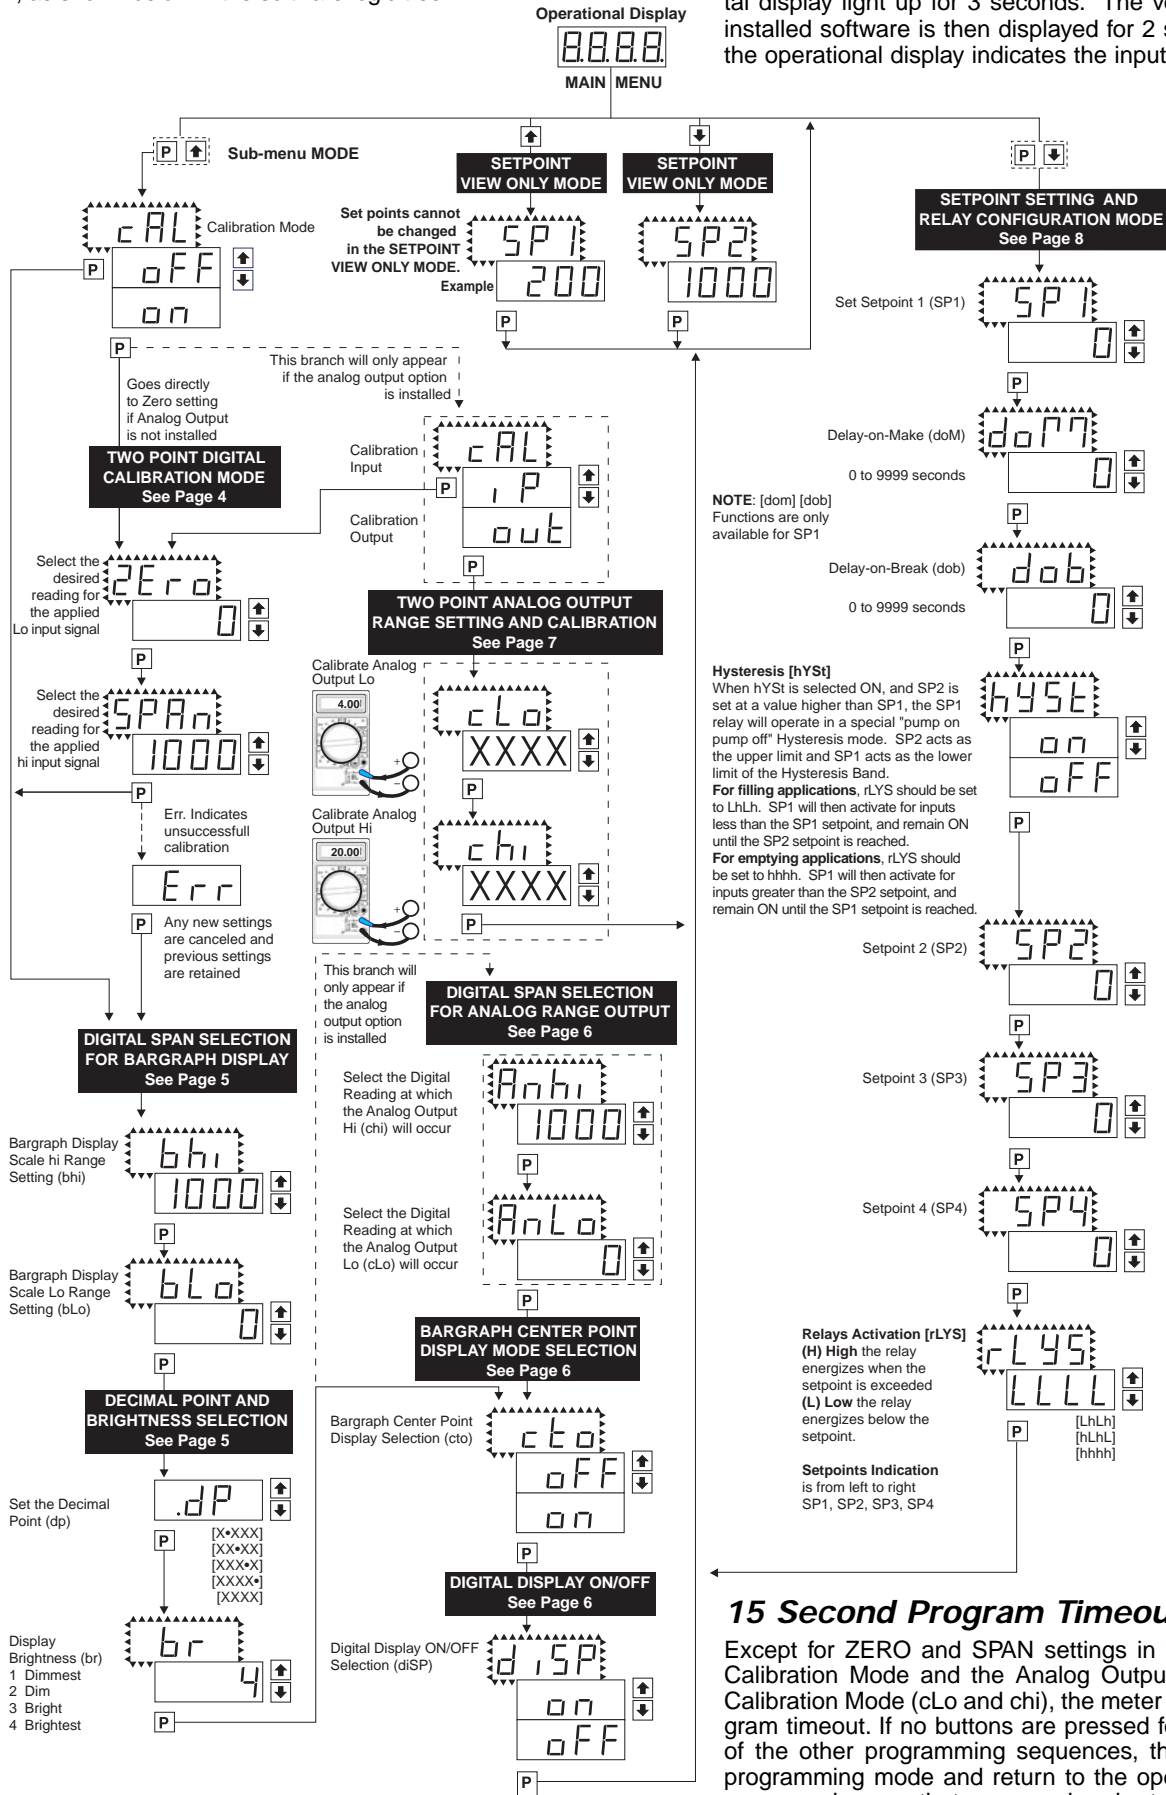 Operational Display
8.8.8.8.
MAIN MENU
tal display light up for 3 seconds. The
installed software is then displayed for 2
the operational display indicates the input
P
Sub-menu MODE
cAL
Calibration Mode
oFF
on
P
P
Goes directly
to Zero setting
if Analog Output
is not installed
TWO POINT DIGITAL
CALIBRATION MODE
See Page 4
Select the
desired
reading for
the applied
Lo input signal
ZEro
0
P
Select the
desired
reading for
the applied
hi input signal
SPAn
1000
P
Err. Indicates
unsuccessfull
calibration
Err
P
Any new settings
are canceled and
previous settings
are retained
DIGITAL SPAN SELECTION
FOR BARGRAPH DISPLAY
See Page 5
Bargraph Display
Scale hi Range
Setting (bhi)
bhi
1000
P
Bargraph Display
Scale Lo Range
Setting (bLo)
bLo
0
P
DECIMAL POINT AND
BRIGHTNESS SELECTION
See Page 5
Set the Decimal
Point (dp)
.dP
P
[X•XXX]
[XX•XX]
[XXX•X]
[XXXX•]
[XXXX]
Display
Brightness (br)
1 Dimmest
2 Dim
3 Bright
4 Brightest
br
4
P
SETPOINT
VIEW ONLY MODE
Set points cannot
be changed
in the SETPOINT
VIEW ONLY MODE.
Example
SP1
200
P
SETPOINT
VIEW ONLY MODE
SP2
1000
P
This branch will only appear
if the analog output option
is installed
Calibration
Input
cAL
iP
P
Calibration
Output
out
P
TWO POINT ANALOG OUTPUT
RANGE SETTING AND CALIBRATION
See Page 7
Calibrate Analog
Output Lo
4.00
+
–
cLo
XXXX
P
Calibrate Analog
Output Hi
20.00
+
–
chi
XXXX
P
This branch will
only appear if
the analog
output option
is installed
DIGITAL SPAN SELECTION
FOR ANALOG RANGE OUTPUT
See Page 6
Select the Digital
Reading at which
the Analog Output
Hi (chi) will occur
Anhi
1000
P
Select the Digital
Reading at which
the Analog Output
Lo (cLo) will occur
AnLo
0
P
BARGRAPH CENTER POINT
DISPLAY MODE SELECTION
See Page 6
Bargraph Center Point
Display Selection (cto)
cto
oFF
on
P
DIGITAL DISPLAY ON/OFF
See Page 6
Digital Display ON/OFF
Selection (diSP)
diSP
on
oFF
P
P
SETPOINT SETTING AND
RELAY CONFIGURATION MODE
See Page 8
Set Setpoint 1 (SP1)
SP1
0
P
Delay-on-Make (doM)
0 to 9999 seconds
doM
0
NOTE: [dom] [dob]
Functions are only
available for SP1
P
Delay-on-Break (dob)
0 to 9999 seconds
dob
0
P
Hysteresis [hYSt]
When hYSt is selected ON, and SP2 is
set at a value higher than SP1, the SP1
relay will operate in a special "pump on
pump off" Hysteresis mode. SP2 acts as
the upper limit and SP1 acts as the lower
limit of the Hysteresis Band.
For filling applications, rLYS should be set
to LhLh. SP1 will then activate for inputs
less than the SP1 setpoint, and remain ON
until the SP2 setpoint is reached.
For emptying applications, rLYS should
be set to hhhh. SP1 will then activate for
inputs greater than the SP2 setpoint, and
remain ON until the SP1 setpoint is reached.
hYSt
on
oFF
P
Setpoint 2 (SP2)
SP2
0
P
Setpoint 3 (SP3)
SP3
0
P
Setpoint 4 (SP4)
SP4
0
P
Relays Activation [rLYS]
(H) High the relay
energizes when the
setpoint is exceeded
(L) Low the relay
energizes below the
setpoint.
Setpoints Indication
is from left to right
SP1, SP2, SP3, SP4
rLYS
LLLL
P
[LhLh]
[hLhL]
[hhhh]
15 Second Program Timeou
Except for ZERO and SPAN settings in
Calibration Mode and the Analog Outpu
Calibration Mode (cLo and chi), the meter
gram timeout. If no buttons are pressed
of the other programming sequences,
programming mode and return to the